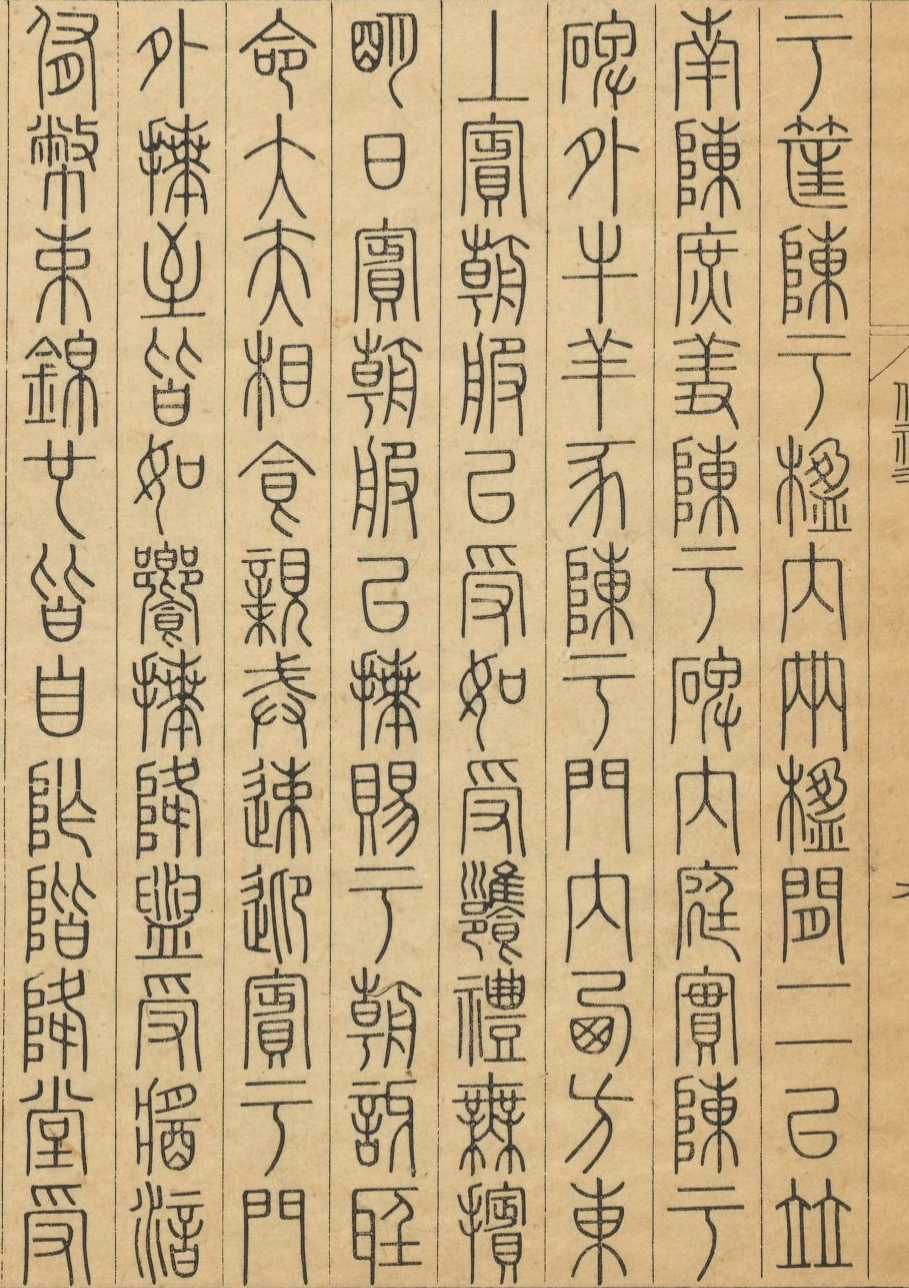 于筐陳于楹內兩楹閒二以並
南陳庶羞陳于碑內庭實陳于
碑外牛羊豕陳于門內西方東
上賓朝服以受如受饔禮無擯
明日賓朝服以拜賜于朝訝聽
命大夫相食親戒速迎賓于門
外拜至皆如饗拜降盥受醬湆
侑幣束錦也皆自阼階降堂受